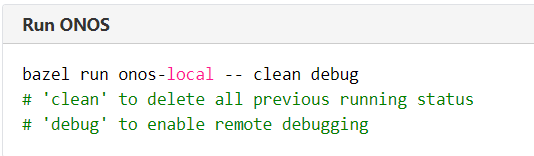 Run ONOS
bazel run onos-local -- clean debug
# 'clean' to delete all previous running status
# 'debug' to enable remote debugging